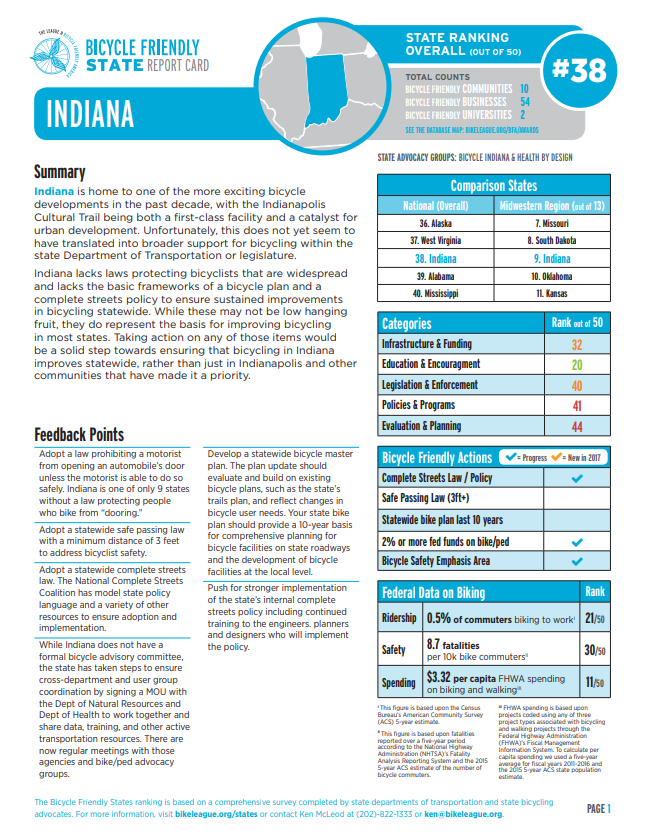 THE LEAGUE OF AMERICAN BICYCLISTS
BICYCLE FRIENDLY
STATE REPORT CARD
INDIANA
STATE RANKING
OVERALL (OUT OF 50)
#38
TOTAL COUNTS
BICYCLE FRIENDLY COMMUNITIES 10
BICYCLE FRIENDLY BUSINESSES 54
BICYCLE FRIENDLY UNIVERSITIES 2
SEE THE DATABASE MAP: BIKELEAGUE.ORG/BFA/AWARDS
STATE ADVOCACY GROUPS: BICYCLE INDIANA & HEALTH BY DESIGN
Summary
Indiana is home to one of the more exciting bicycle
developments in the past decade, with the Indianapolis
Cultural Trail being both a first-class facility and a catalyst for
urban development. Unfortunately, this does not yet seem to
have translated into broader support for bicycling within the
state Department of Transportation or legislature.
Indiana lacks laws protecting bicyclists that are widespread
and lacks the basic frameworks of a bicycle plan and a
complete streets policy to ensure sustained improvements
in bicycling statewide. While these may not be low hanging
fruit, they do represent the basis for improving bicycling
in most states. Taking action on any of those items would
be a solid step towards ensuring that bicycling in Indiana
improves statewide, rather than just in Indianapolis and other
communities that have made it a priority.
Feedback Points
Adopt a law prohibiting a motorist
from opening an automobile's door
unless the motorist is able to do so
safely. Indiana is one of only 9 states
without a law protecting people
who bike from "dooring."
Adopt a statewide safe passing law
with a minimum distance of 3 feet
to address bicyclist safety.
Adopt a statewide complete streets
law. The National Complete Streets
Coalition has model state policy
language and a variety of other
resources to ensure adoption and
implementation.
While Indiana does not have a
formal bicycle advisory committee,
the state has taken steps to ensure
cross-department and user group
coordination by signing a MOU with
the Dept of Natural Resources and
Dept of Health to work together and
share data, training, and other active
transportation resources. There are
now regular meetings with those
agencies and bike/ped advocacy
groups.
Develop a statewide bicycle master
plan. The plan update should
evaluate and build on existing
bicycle plans, such as the state's
trails plan, and reflect changes in
bicycle user needs. Your state bike
plan should provide a 10-year basis
for comprehensive planning for
bicycle facilities on state roadways
and the development of bicycle
facilities at the local level.
Push for stronger implementation
of the state's internal complete
streets policy including continued
training to the engineers. planners
and designers who will implement
the policy.
Comparison States
National (Overall) Midwestern Region (out of 13)
36. Alaska 7. Missouri
37. West Virginia 8. South Dakota
38. Indiana 9. Indiana
39. Alabama 10. Oklahoma
40. Mississippi 11. Kansas
Categories Rank out of 50
Infrastructure & Funding 32
Education & Encouragment 20
Legislation & Enforcement 40
Policies & Programs 41
Evaluation & Planning 44
Bicycle Friendly Actions ✓= Progress ✓= New in 2017
Complete Streets Law / Policy ✓
Safe Passing Law (3ft+)
Statewide bike plan last 10 years
2% or more fed funds on bike/ped ✓
Bicycle Safety Emphasis Area ✓
Federal Data on Biking Rank
Ridership 0.5% of commuters biking to work i 21/50
Safety 8.7 fatalities
per 10k bike commuters ii 30/50
Spending $3.32 per capita FHWA spending
on biking and walking iii 11/50
i This figure is based upon the Census
Bureau's American Community Survey
(ACS) 5-year estimate.
ii This figure is based upon fatalities
reported over a five-year period
according to the National Highway
Administration (NHTSA)'s Fatality
Analysis Reporting System and the 2015
5-year ACS estimate of the number of
bicycle commuters.
iii FHWA spending is based upon
projects coded using any of three
project types associated with bicycling
and walking projects through the
Federal Highway Administration
(FHWA)'s Fiscal Management
Information System. To calculate per
capita spending we used a five-year
average for fiscal years 2011-2016 and
the 2015 5-year ACS state population
estimate.
The Bicycle Friendly States ranking is based on a comprehensive survey completed by state departments of transportation and state bicycling
advocates. For more information, visit bikeleague.org/states or contact Ken McLeod at (202)-822-1333 or ken@bikeleague.org.
PAGE 1